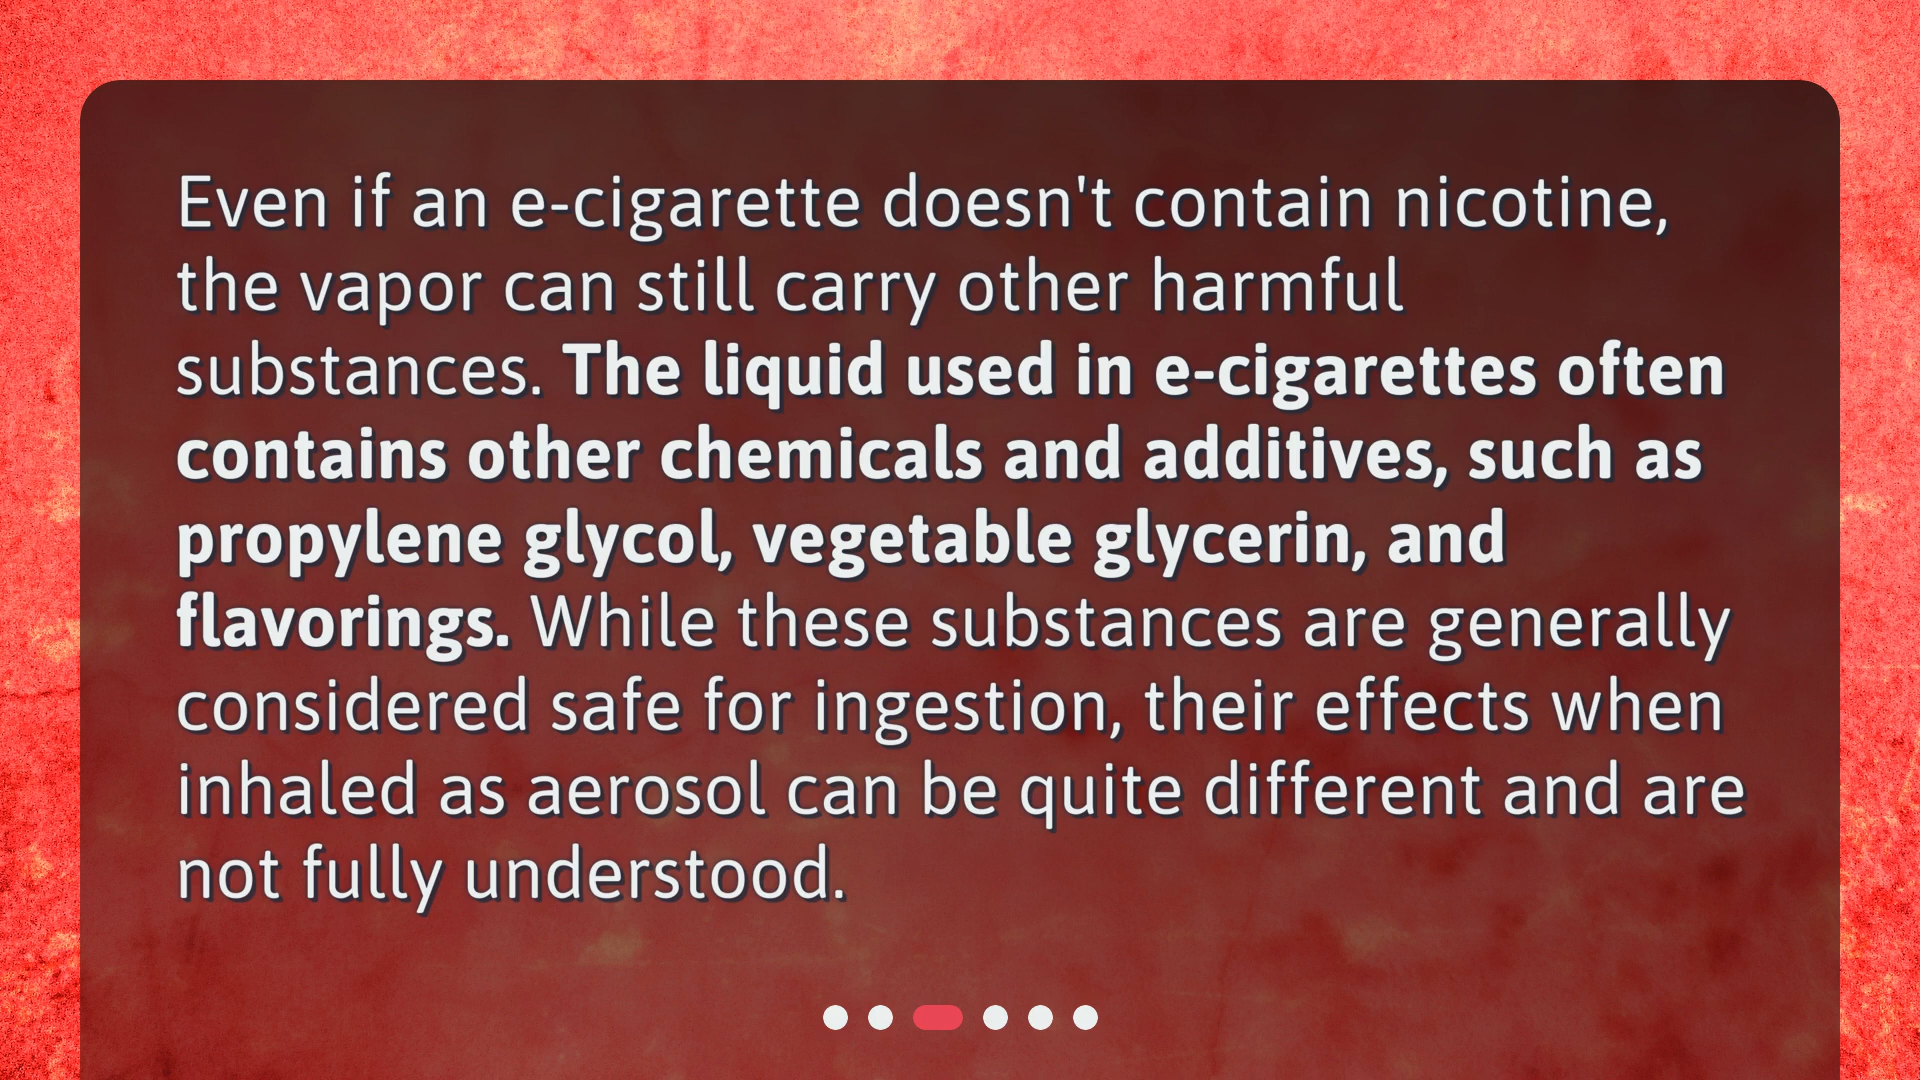 Even if an e-cigarette doesn't contain nicotine,
the vapor can still carry other harmful
substances. The liquid used in e-cigarettes often
contains other chemicals and additives, such as
propylene glycol, vegetable glycerin, and
flavorings. While these substances are generally
considered safe for ingestion, their effects when
inhaled as aerosol can be quite different and are
not fully understood.